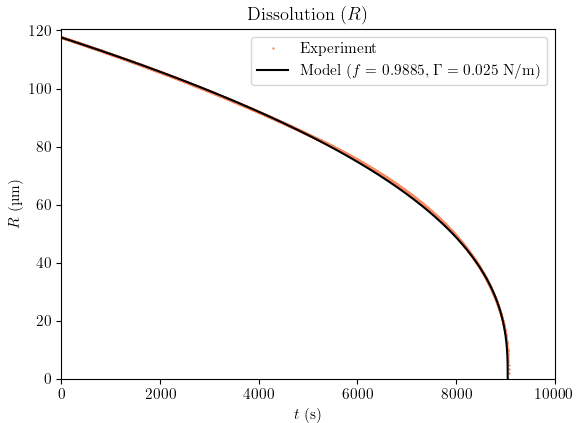 Dissolution (R)
Experiment
Model (f = 0.9885, Γ = 0.025 N/m)
120
100
80
60
40
20
0
R (µm)
0 2000 4000 6000 8000 10000
t (s)